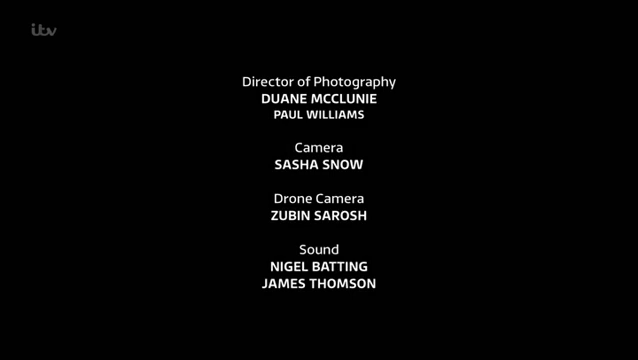 itv
Director of Photography
DUANE MCCLUNIE
PAUL WILLIAMS
Camera
SASHA SNOW
Drone Camera
ZUBIN SAROSH
Sound
NIGEL BATTING
JAMES THOMSON